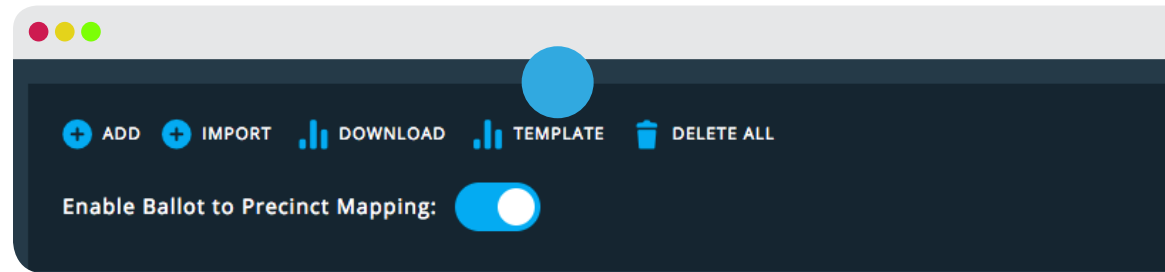 ADD IMPORT DOWNLOAD TEMPLATE DELETE ALL
Enable Ballot to Precinct Mapping: